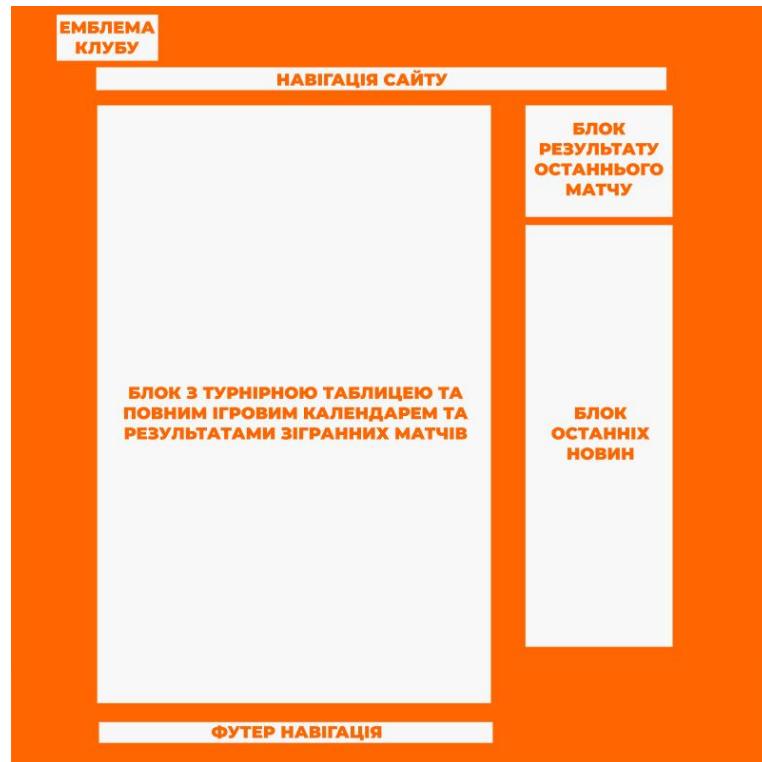 ЕМБЛЕМА
КЛУБУ
НАВІГАЦІЯ САЙТУ
БЛОК З ТУРНІРНОЮ ТАБЛИЦЕЮ ТА
ПОВНИМ ІГРОВИМ КАЛЕНДАРЕМ ТА
РЕЗУЛЬТАТАМИ ЗІГРАННИХ МАТЧІВ
БЛОК
РЕЗУЛЬТАТУ
ОСТАННЬОГО
МАТЧУ
БЛОК
ОСТАННІХ
НОВИН
ФУТЕР НАВІГАЦІЯ